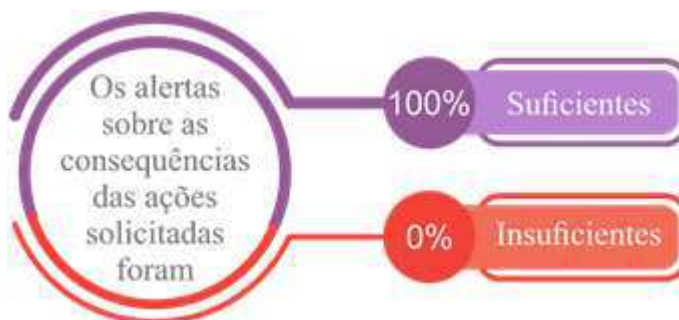 Os alertas
sobre as
consequências
das ações
solicitadas
foram
100%
Suficientes
0%
Insuficientes